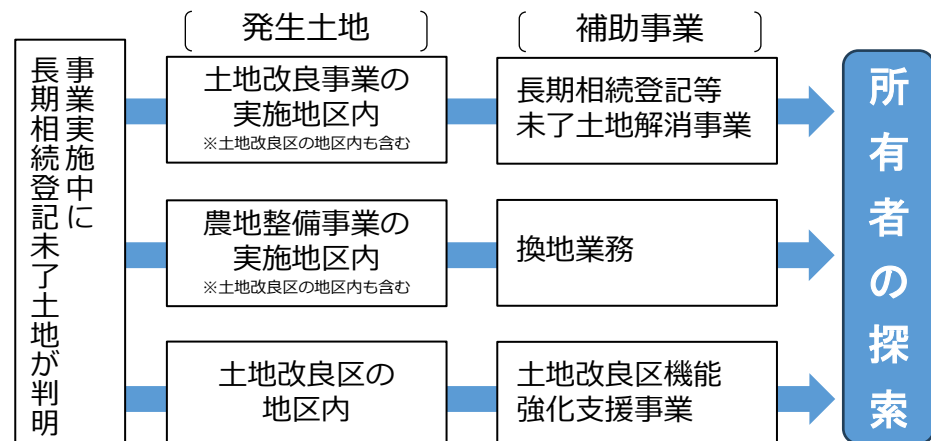 事業実施中に
長期相続登記未了土地が判明
発生土地
補助事業
土地改良事業の
実施地区内
※土地改良区の地区内も含む
長期相続登記等
未了土地解消事業
農地整備事業の
実施地区内
※土地改良区の地区内も含む
換地業務
土地改良区の
地区内
土地改良区機能
強化支援事業
所有者の探索